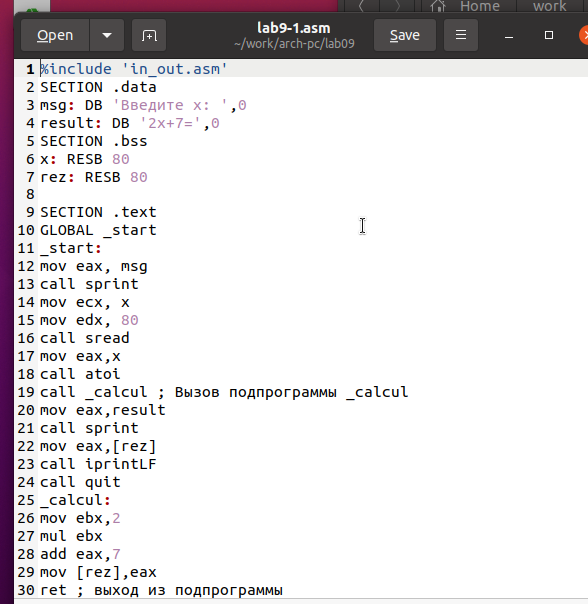 Home work
Open lab9-1.asm Save
~/work/arch-pc/lab09
1 %include 'in_out.asm'
2 SECTION .data
3 msg: DB 'Введите x: ',0
4 result: DB '2x+7=',0
5 SECTION .bss
6 x: RESB 80
7 rez: RESB 80
8
9 SECTION .text
10 GLOBAL _start
11 _start:
12 mov eax, msg
13 call sprint
14 mov ecx, x
15 mov edx, 80
16 call sread
17 mov eax,x
18 call atoi
19 call _calcul ; Вызов подпрограммы _calcul
20 mov eax,result
21 call sprint
22 mov eax,[rez]
23 call iprintLF
24 call quit
25 _calcul:
26 mov ebx,2
27 mul ebx
28 add eax,7
29 mov [rez],eax
30 ret ; выход из подпрограммы